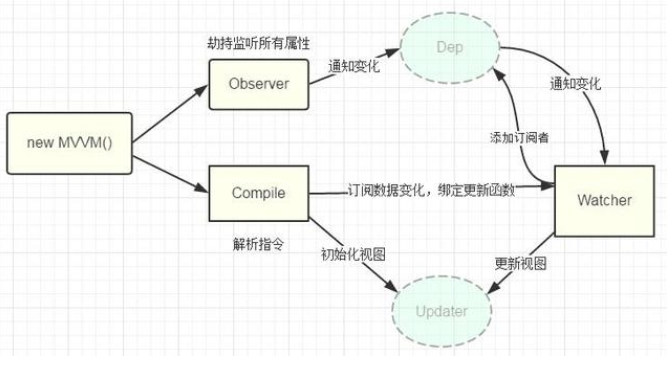 劫持监听所有属性
Dep
Observer
通知变化
通知变化
new MVVM()
添加订阅者
Compile
订阅数据变化，绑定更新函数
Watcher
解析指令
初始化视图
更新视图
Updater